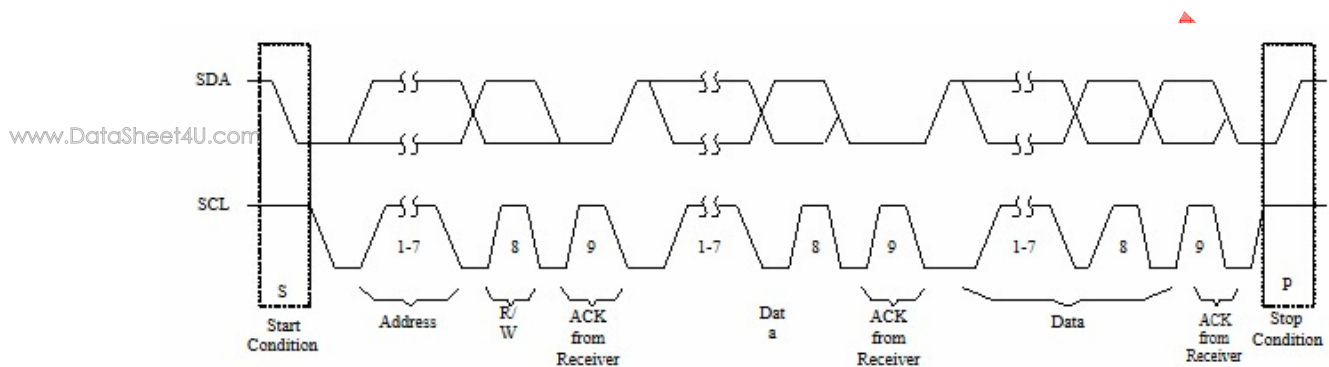 SDA
www.DataSheet4U.com
SCL
1-7 8 9 1-7 8 9 1-7 8 9
S P
Start
Condition
Address
R/
W
ACK
from
Receiver
Dat
a
ACK
from
Receiver
Data
ACK
from
Receiver
Stop
Condition